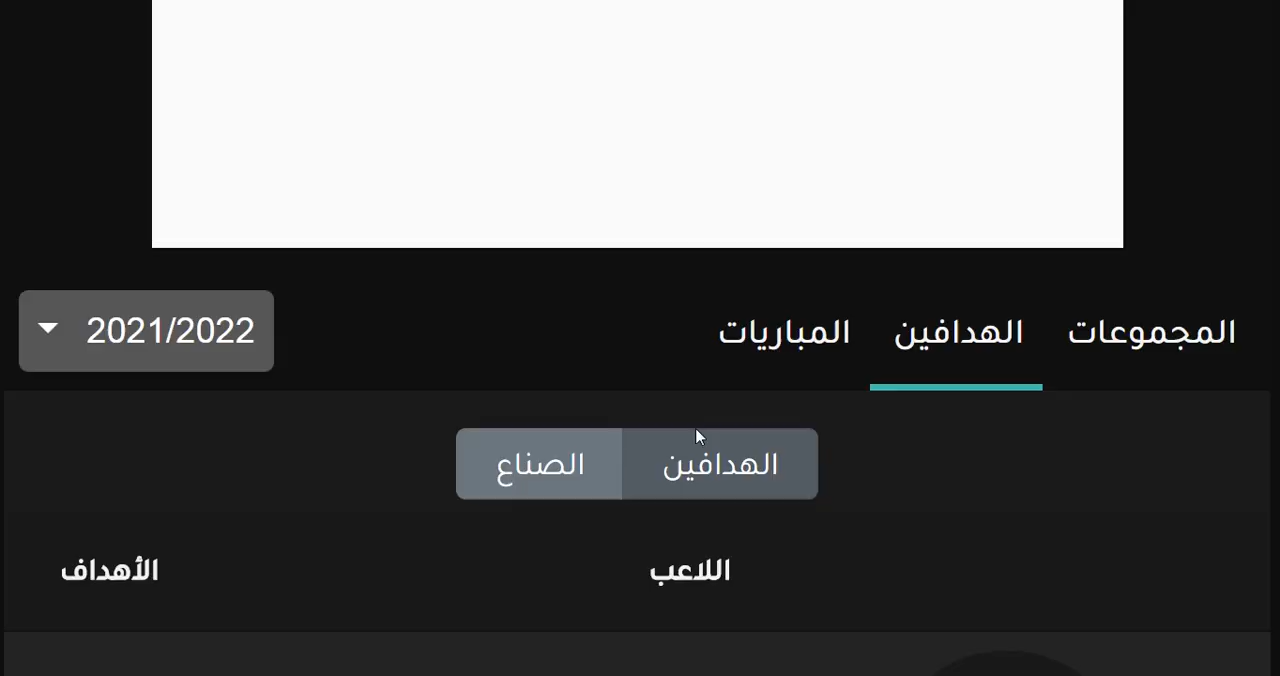 المجموعات الهدافين المباريات 2021/2022
الهدافين الصناع
اللاعب الأهداف